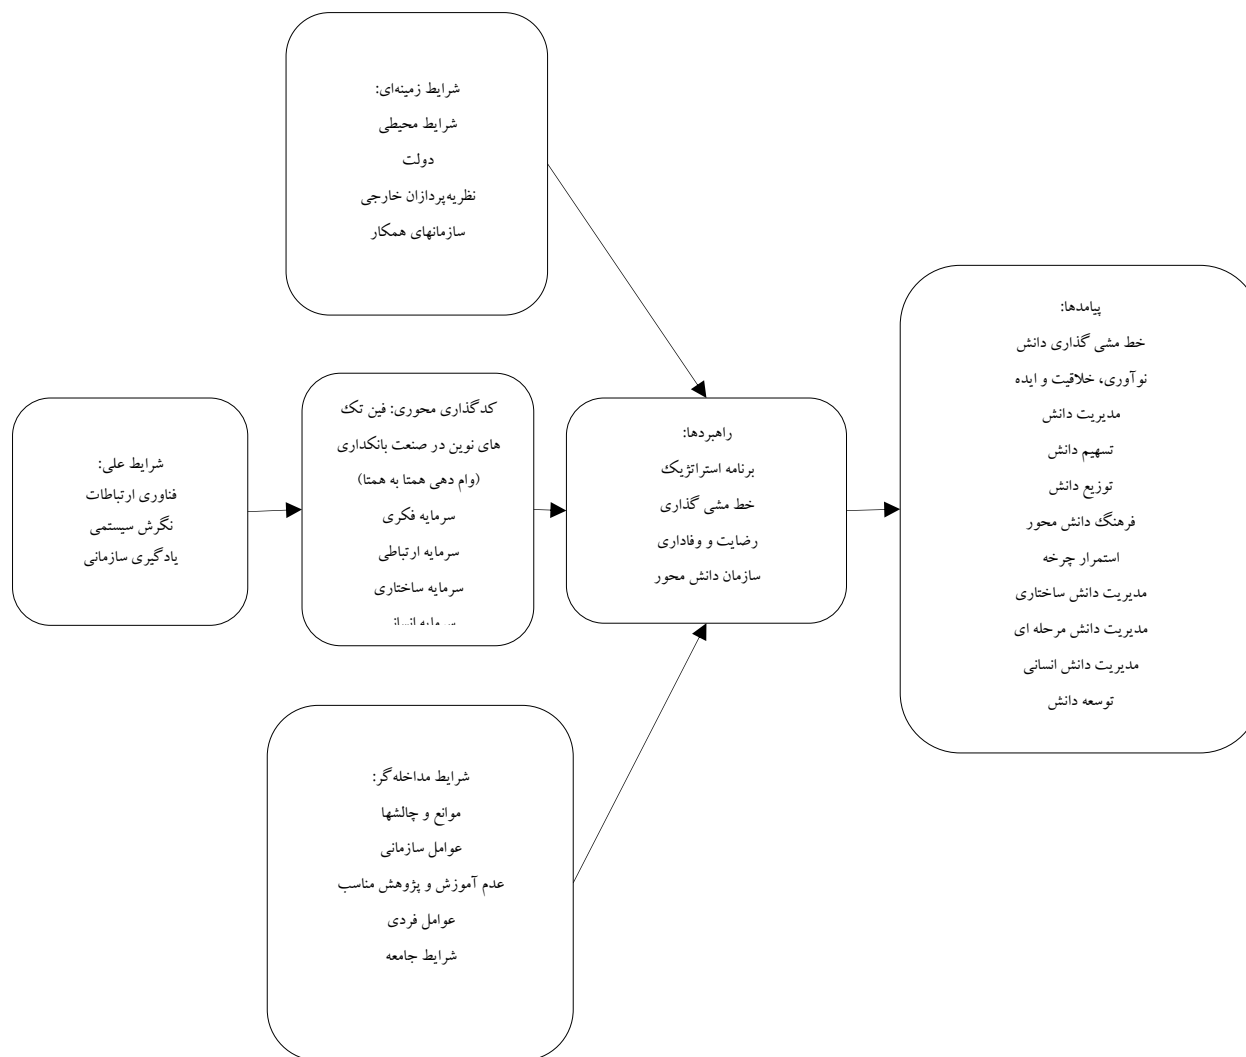 شرایط زمینه‌ای:
شرایط محیطی
دولت
نظریه‌پردازان خارجی
سازمانهای همکار
شرایط علی:
فناوری ارتباطات
نگرش سیستمی
یادگیری سازمانی
کدگذاری محوری: فین تک
های نوین در صنعت بانکداری
(وام دهی همتا به همتا)
سرمایه فکری
سرمایه ارتباطی
سرمایه ساختاری
راهبردها:
برنامه استراتژیک
خط مشی گذاری
رضایت و وفاداری
سازمان دانش محور
پیامدها:
خط مشی گذاری دانش
نوآوری، خلاقیت و ایده
مدیریت دانش
تسهیم دانش
توزیع دانش
فرهنگ دانش محور
استمرار چرخه
مدیریت دانش ساختاری
مدیریت دانش مرحله ای
مدیریت دانش انسانی
توسعه دانش
شرایط مداخله‌گر:
موانع و چالشها
عوامل سازمانی
عدم آموزش و پژوهش مناسب
عوامل فردی
شرایط جامعه